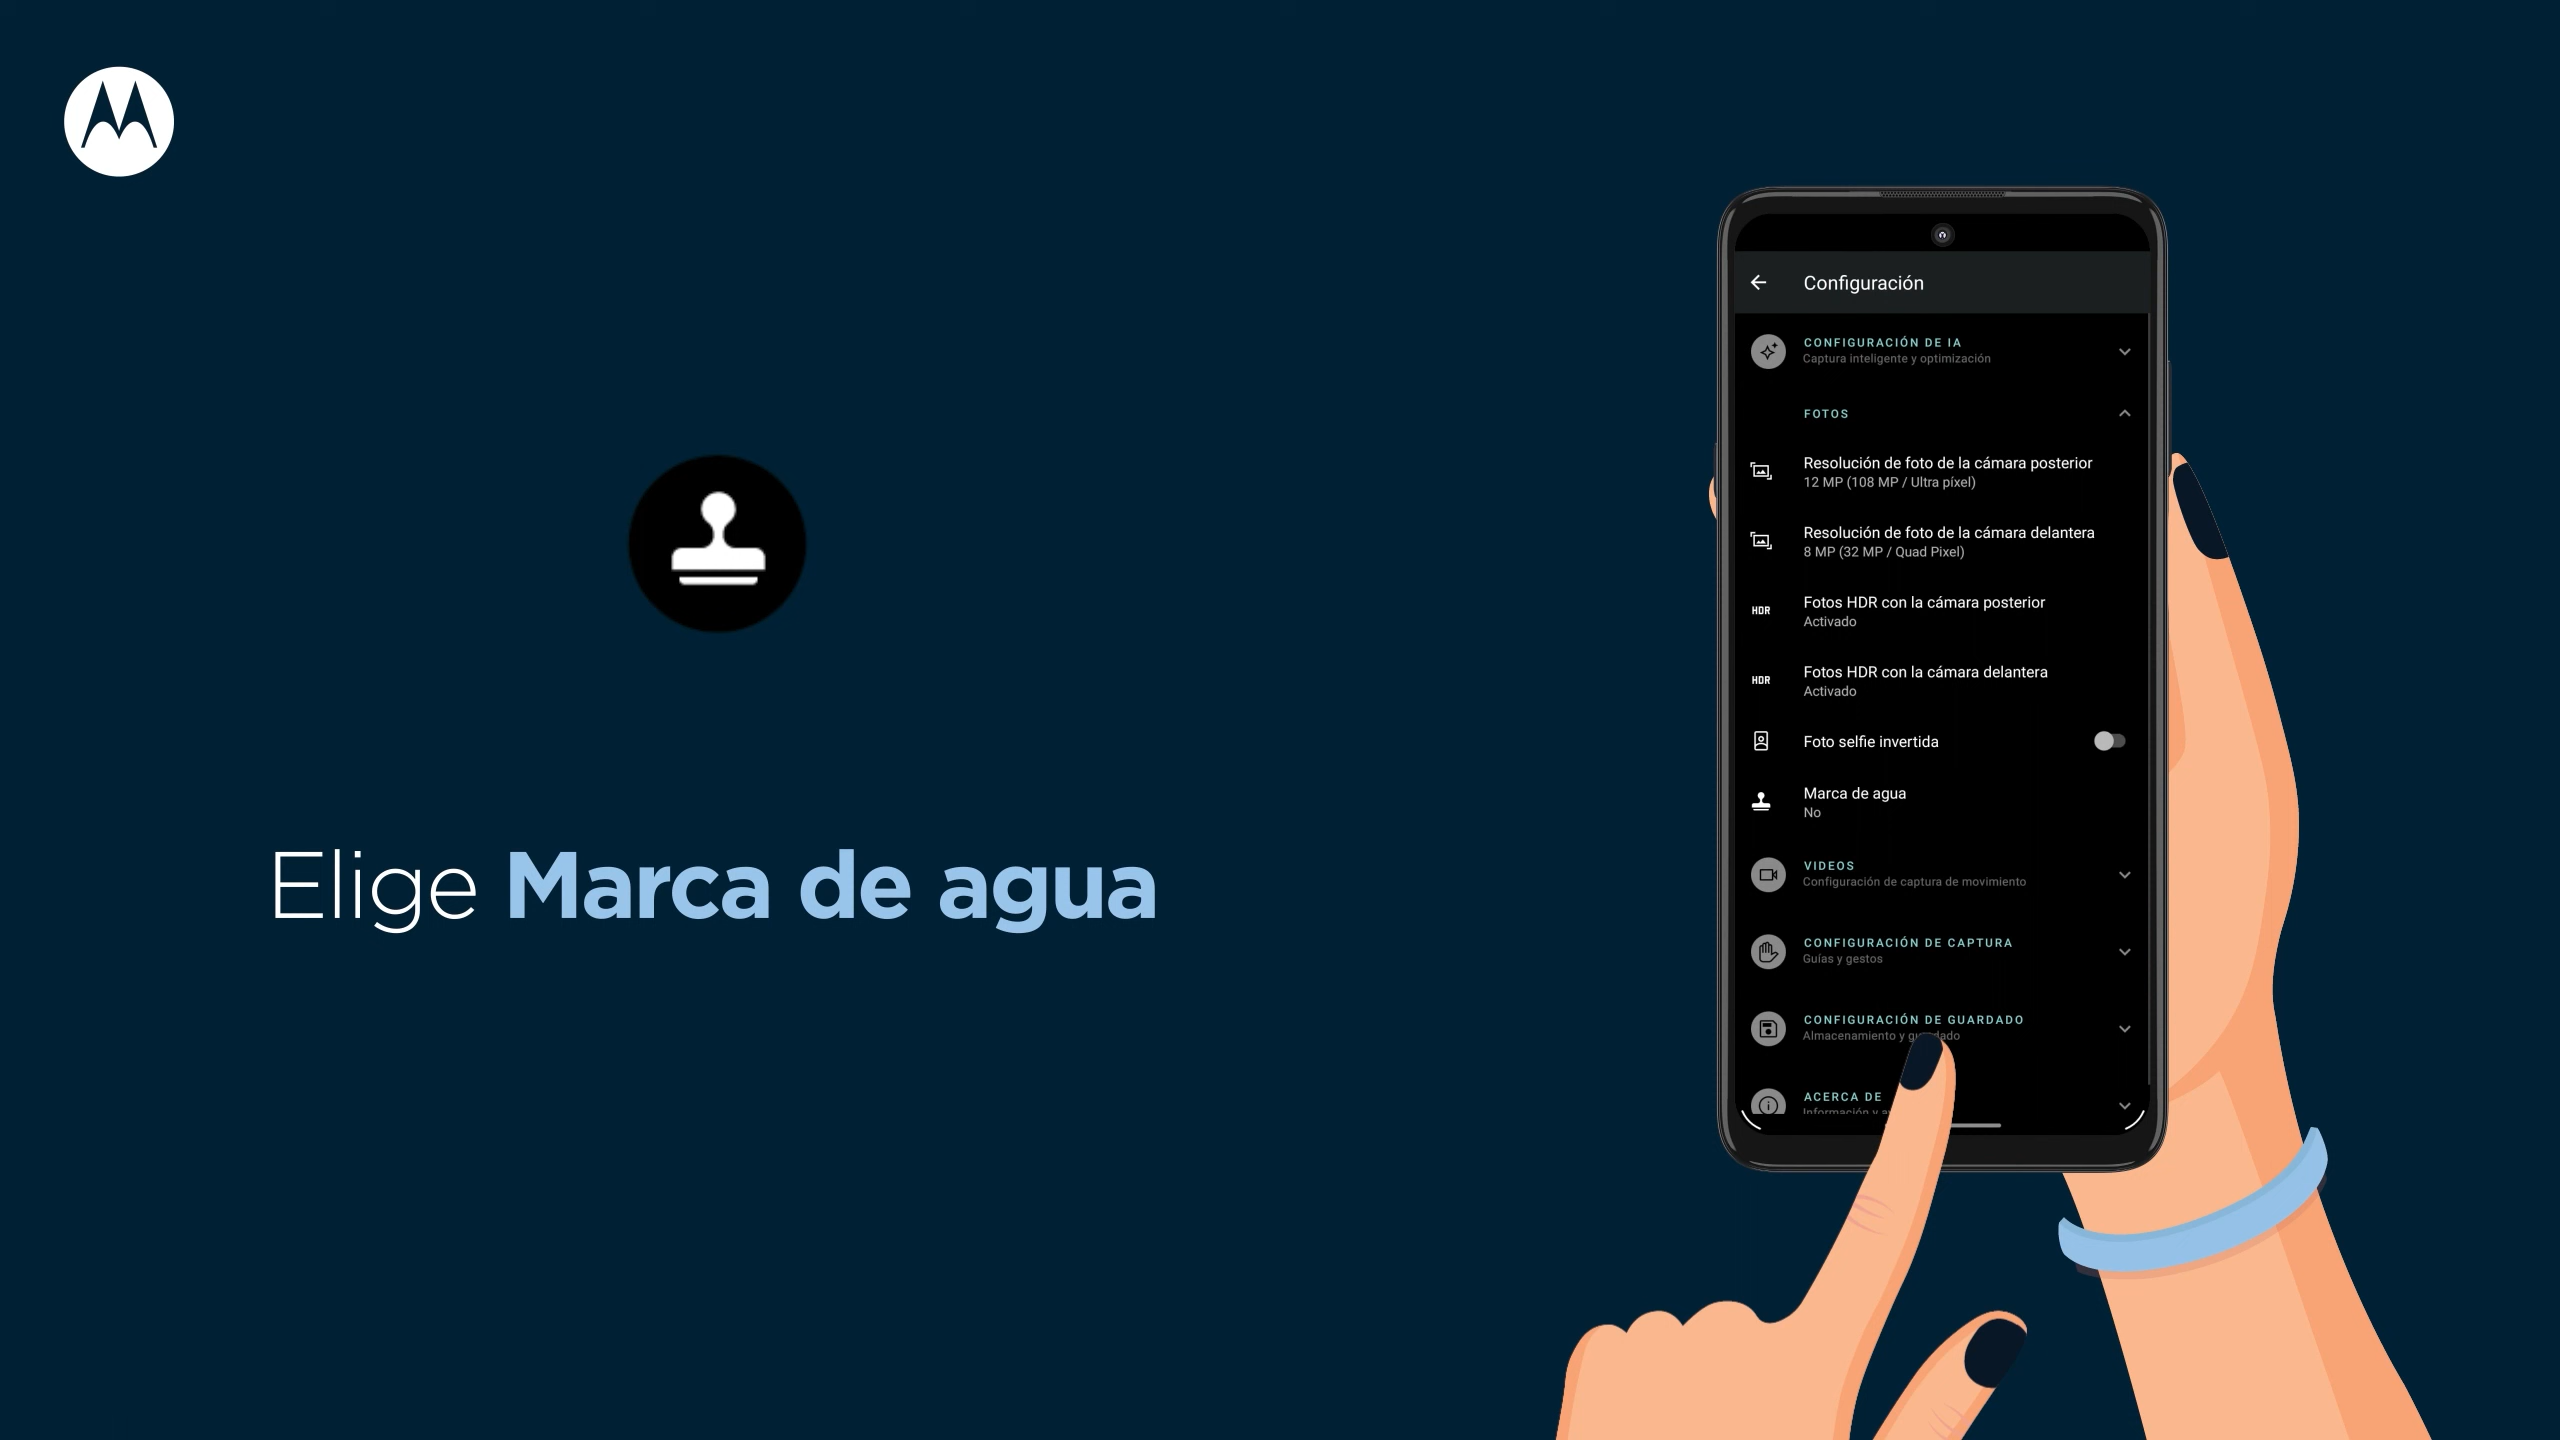 Elige Marca de agua
Configuración
CONFIGURACIÓN DE IA
Captura inteligente y optimización
FOTOS
Resolución de foto de la cámara posterior
12 MP (108 MP / Ultra píxel)
Resolución de foto de la cámara delantera
8 MP (32 MP / Quad Pixel)
HDR Fotos HDR con la cámara posterior
Activado
HDR Fotos HDR con la cámara delantera
Activado
Foto selfie invertida
Marca de agua
No
VIDEOS
Configuración de captura de movimiento
CONFIGURACIÓN DE CAPTURA
Guías y gestos
CONFIGURACIÓN DE GUARDADO
Almacenamiento y
ACERCA DE
Información y